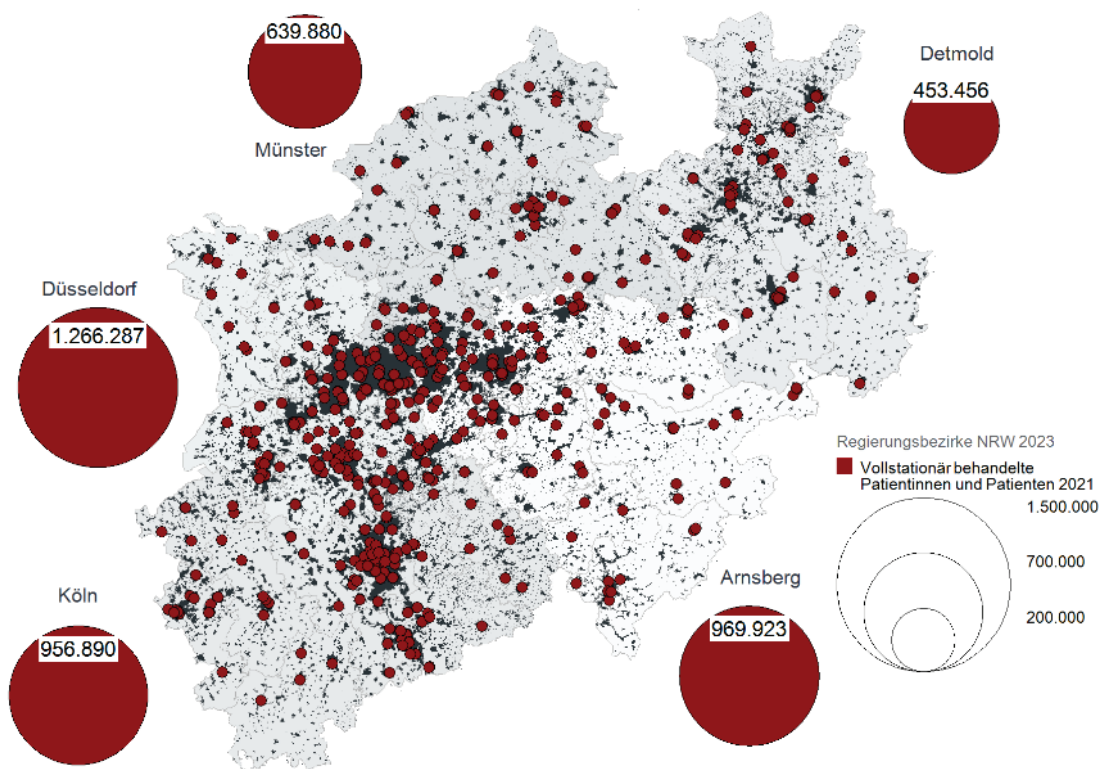 639.880
Münster
Detmold
453.456
Düsseldorf
1.266.287
Regierungsbezirke NRW 2023
Vollstationär behandelte
Patientinnen und Patienten 2021
1.500.000
700.000
200.000
Köln
956.890
Arnsberg
969.923